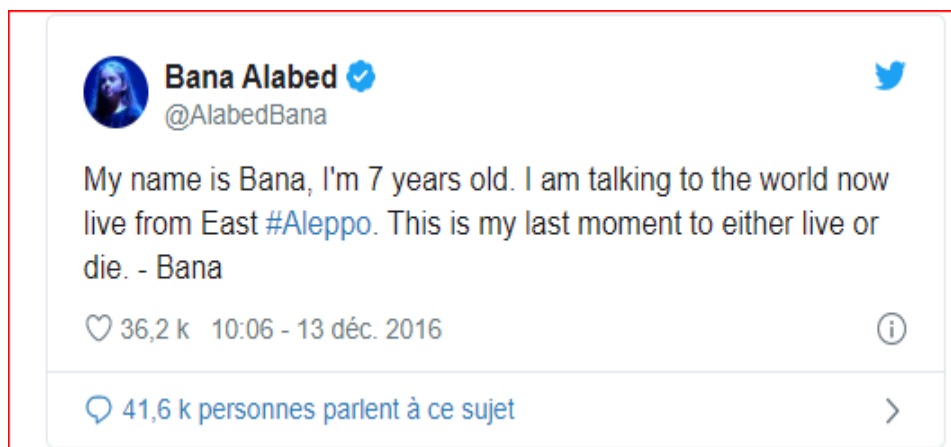 Bana Alabed
@AlabedBana
My name is Bana, I'm 7 years old. I am talking to the world now
live from East #Aleppo. This is my last moment to either live or
die. - Bana
36,2 k 10:06 - 13 déc. 2016
41,6 k personnes parlent à ce sujet